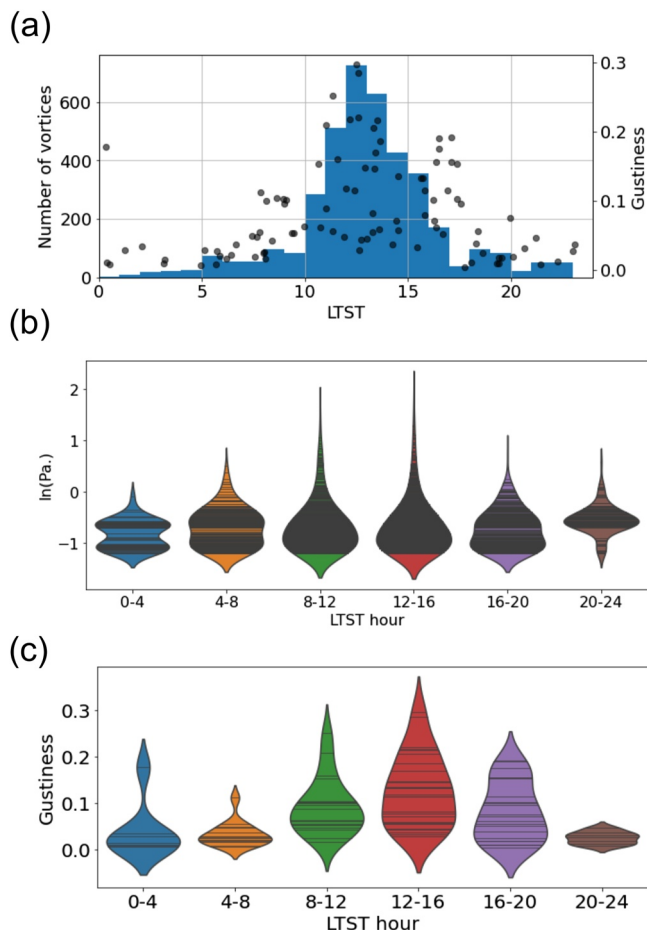 (a)
Number of vortices
600
400
200
0
0.3
0.2
0.1
0.0
Gustiness
0 5 10 15 20
LTST
(b)
ln(Pa.)
2
1
0
−1
0-4 4-8 8-12 12-16 16-20 20-24
LTST hour
(c)
Gustiness
0.3
0.2
0.1
0.0
0-4 4-8 8-12 12-16 16-20 20-24
LTST hour